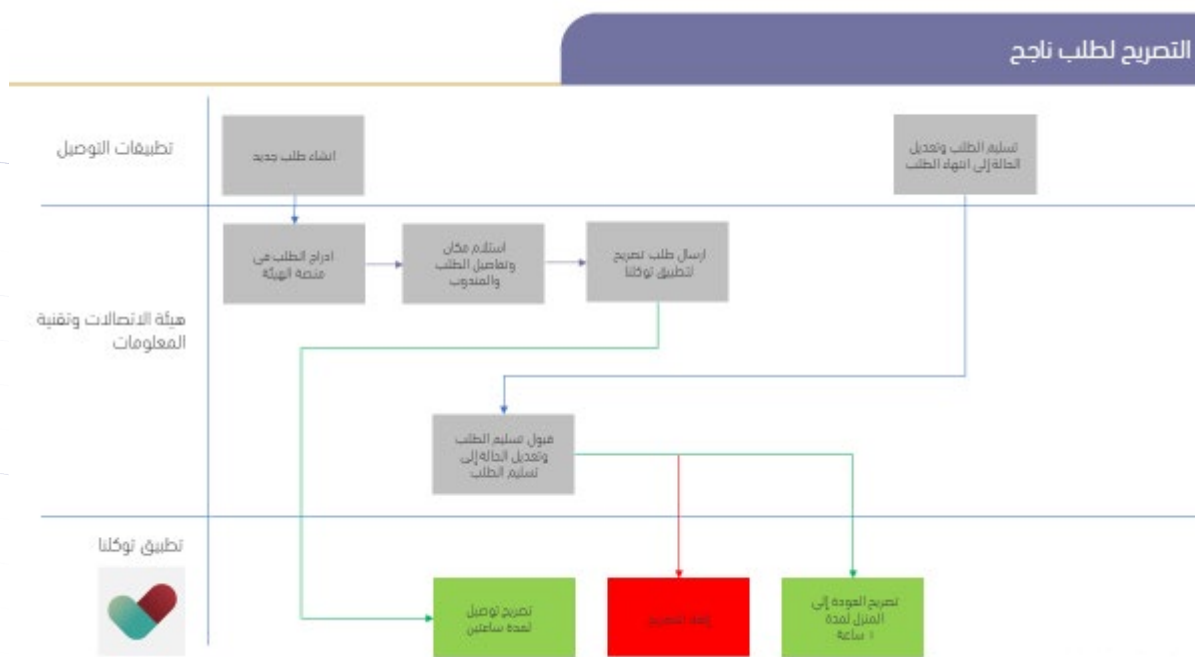 التصريح لطلب ناجح
تطبيقات التوصيل
انشاء طلب جديد
تسليم الطلب وتعديل
الحالة إلى انتهاء الطلب
هيئة الاتصالات وتقنية
المعلومات
ادراج الطلب في
منصة الهيئة
استلام مكان
وتفاصيل الطلب
والمندوب
ارسال طلب تصريح
لتطبيق توكلنا
قبول تسليم الطلب
وتعديل الحالة إلى
تسليم الطلب
تطبيق توكلنا
تصريح توصيل
لمدة ساعتين
إلغاء التصريح
تصريح العودة إلى
المنزل لمدة
١ ساعة